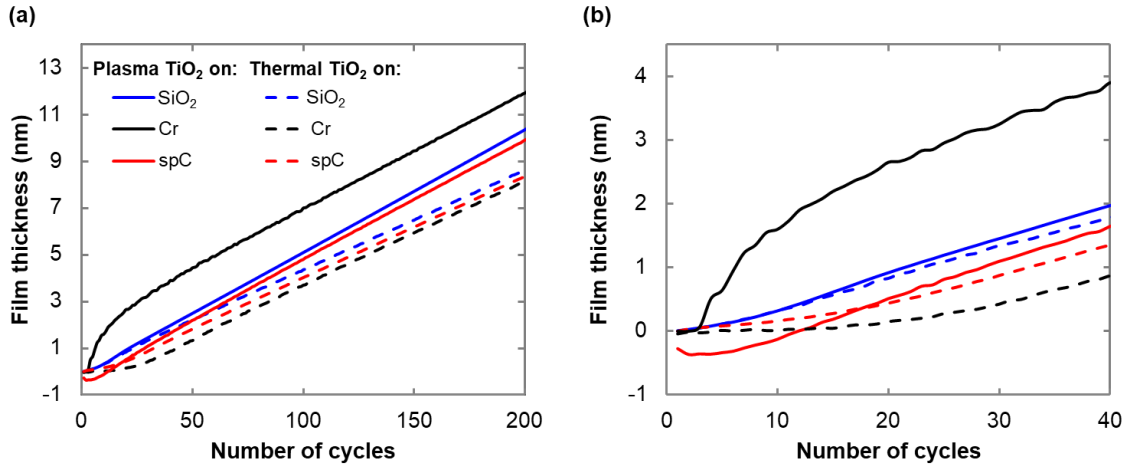 (a)
13
11
9
7
5
3
1
-1
Film thickness (nm)
Plasma TiO₂ on: Thermal TiO₂ on:
SiO₂ SiO₂
Cr Cr
spC spC
0 50 100 150 200
Number of cycles
(b)
4
3
2
1
0
-1
Film thickness (nm)
0 10 20 30 40
Number of cycles